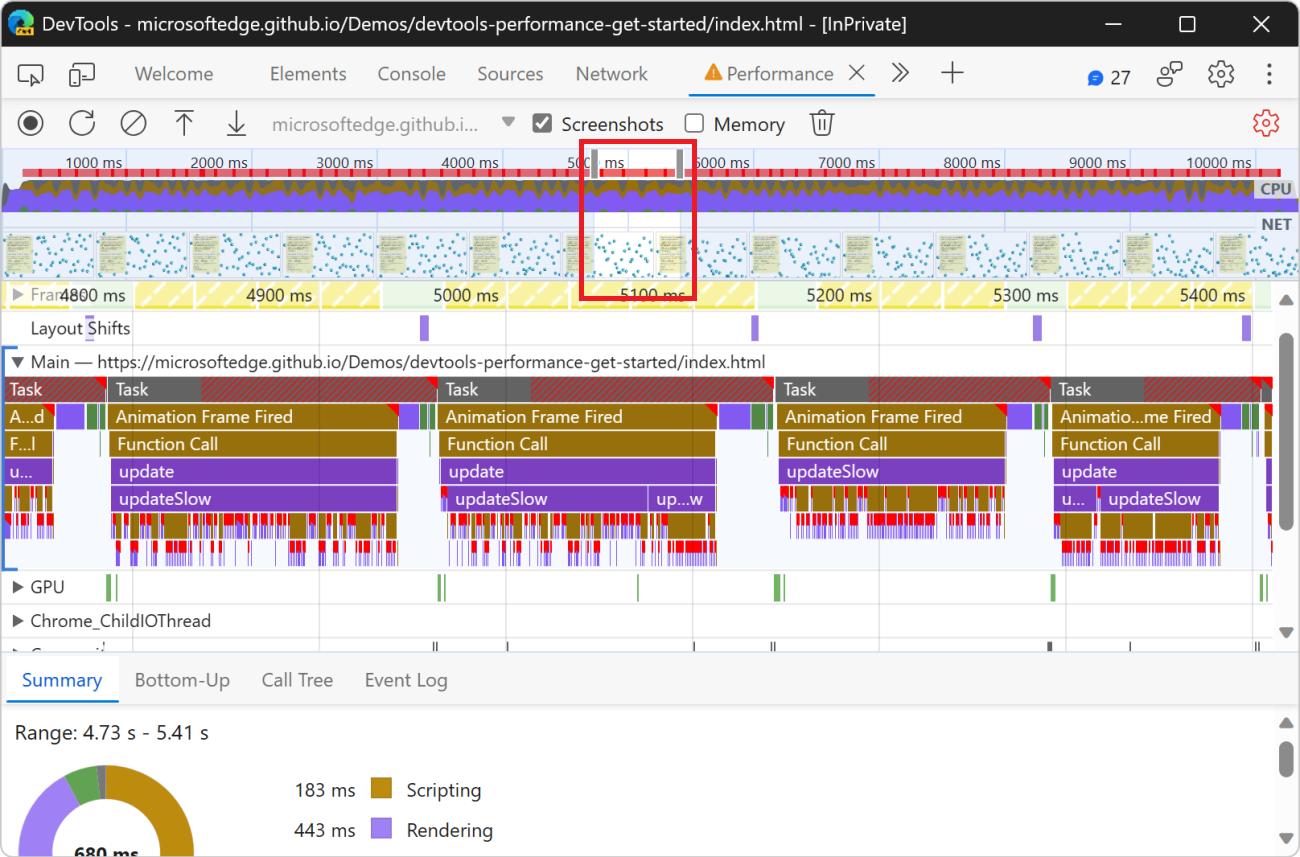 DevTools - microsoftedge.github.io/Demos/devtools-performance-get-started/index.html - [InPrivate]
Welcome Elements Console Sources Network Performance 27
microsoftedge.github.i... Screenshots Memory
1000 ms 2000 ms 3000 ms 4000 ms 5000 ms 6000 ms 7000 ms 8000 ms 9000 ms 10000 ms
CPU
NET
4800 ms 4900 ms 5000 ms 5100 ms 5200 ms 5300 ms 5400 ms
Layout Shifts
Main — https://microsoftedge.github.io/Demos/devtools-performance-get-started/index.html
Task Task Task Task Task
A...d Animation Frame Fired Animation Frame Fired Animation Frame Fired Animatio...me Fired
F...l Function Call Function Call Function Call Function Call
u... update update updateSlow update
updateSlow updateSlow up...w u... updateSlow
GPU
Chrome_ChildIOThread
Summary Bottom-Up Call Tree Event Log
Range: 4.73 s - 5.41 s
183 ms Scripting
443 ms Rendering
680 ms